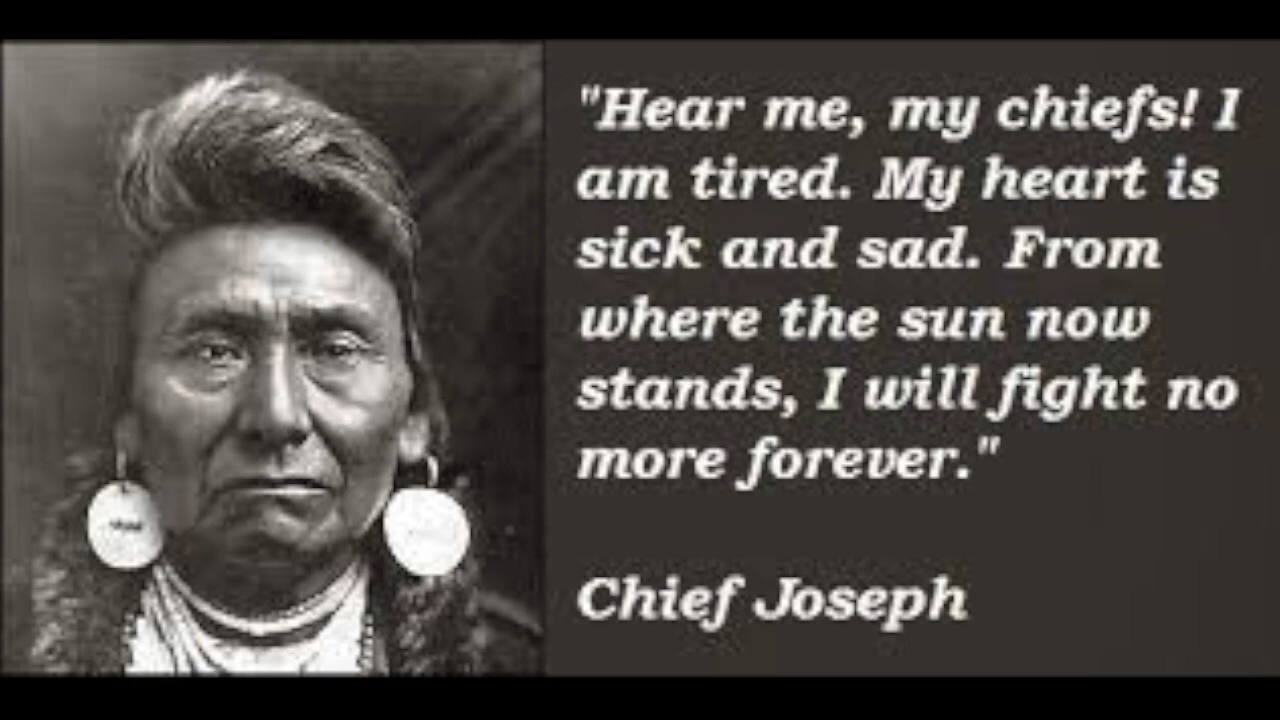 "Hear me, my chiefs! I
am tired. My heart is
sick and sad. From
where the sun now
stands, I will fight no
more forever."
Chief Joseph